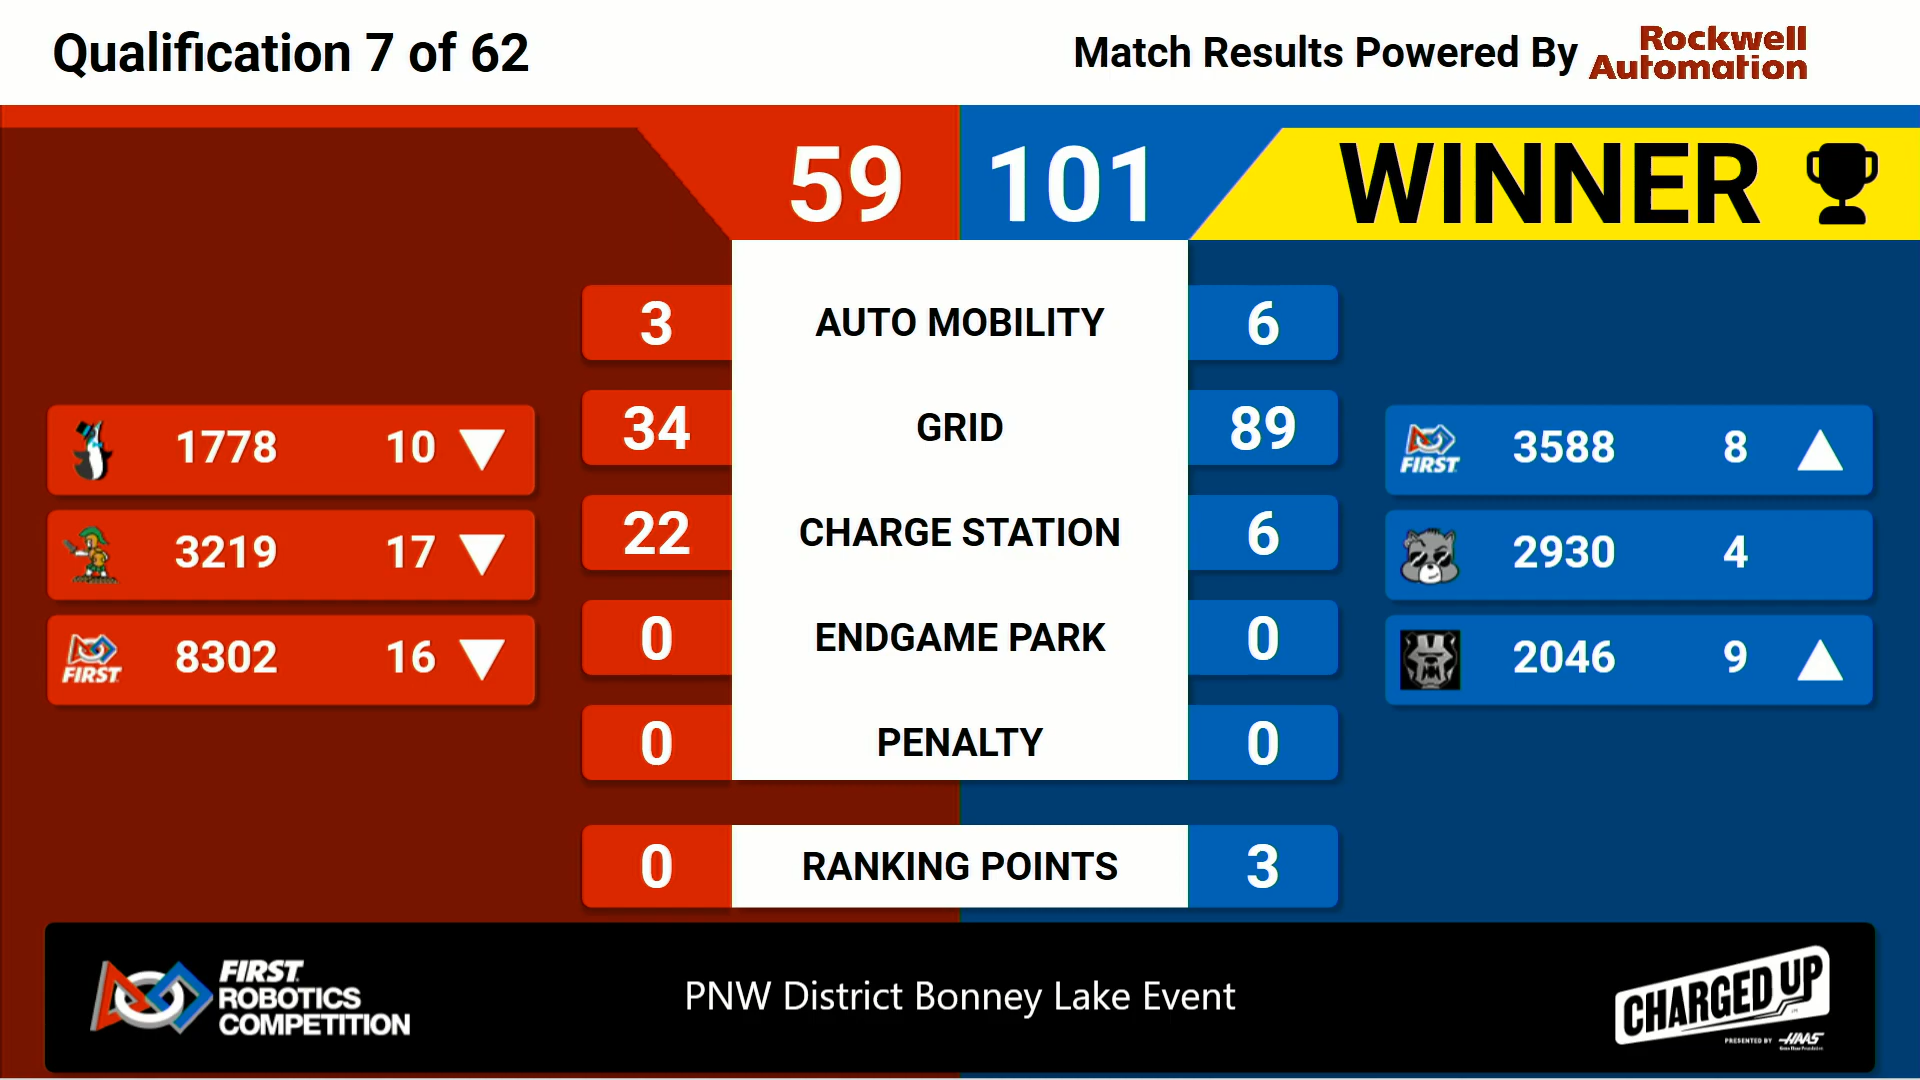 Qualification 7 of 62
Match Results Powered By
Rockwell
Automation
59 101 WINNER
3 AUTO MOBILITY 6
34 GRID 89
22 CHARGE STATION 6
0 ENDGAME PARK 0
0 PENALTY 0
0 RANKING POINTS 3
1778 10
3219 17
FIRST 8302 16
FIRST 3588 8
2930 4
2046 9
FIRST
ROBOTICS
COMPETITION
PNW District Bonney Lake Event
CHARGED UP
PRESENTED BY HAAS